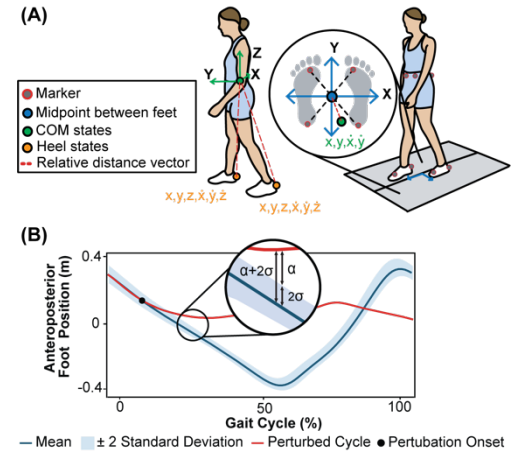 (A)
Z
Y
X
Marker
Midpoint between feet
COM states
Heel states
Relative distance vector
x,y,z,ẋ,ẏ,ż
x,y,z,ẋ,ẏ,ż
Y
X
x,y,ẋ,ẏ
(B)
Anteroposterior
Foot Position (m)
0.4
0
-0.4
α+2σ
α
2σ
0
50
100
Gait Cycle (%)
Mean
± 2 Standard Deviation
Perturbed Cycle
Pertubation Onset